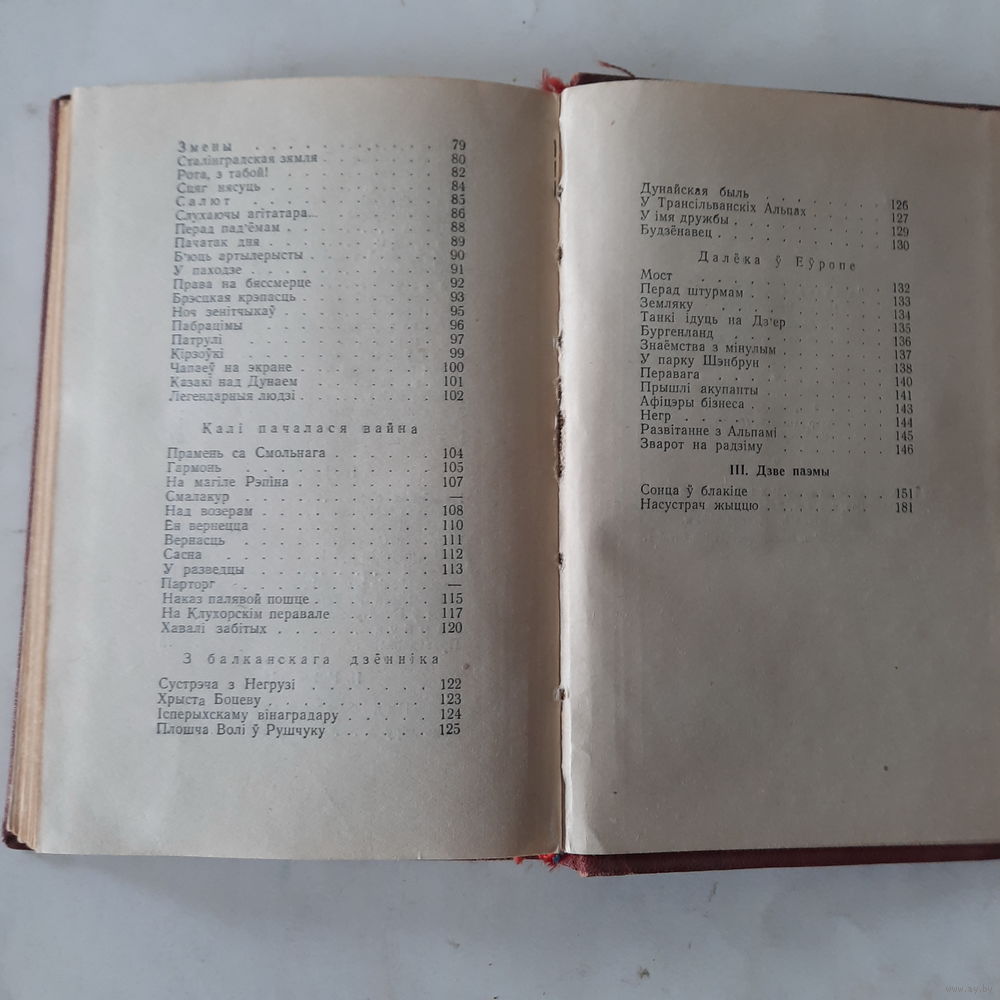 Змены . . . . . . . . . . . 79
Сталінградская зямля . . . . . . . 80
Рота, з табой! . . . . . . . . . 82
Сцяг нясуць . . . . . . . . . . 84
Салют . . . . . . . . . . . 85
Слухаючы агітатара... . . . . . . . 86
Перад пад'ёмам . . . . . . . . . 88
Пачатак дня . . . . . . . . . . 89
Б'юць артылерысты . . . . . . . . 90
У паходзе . . . . . . . . . . . 91
Права на бяссмерце . . . . . . . . 92
Брэсцкая крэпасць . . . . . . . . 93
Ноч зенітчыкаў . . . . . . . . . 95
Пабрацімы . . . . . . . . . . 96
Патрулі . . . . . . . . . . . 97
Кірзоўкі . . . . . . . . . . . 99
Чапаеў на экране . . . . . . . . 100
Казакі над Дунаем . . . . . . . . 101
Легендарныя людзі . . . . . . . . 102
Калі пачалася вайна
Прамень са Смольнага . . . . . . . 104
Гармонь . . . . . . . . . . . 105
На магіле Рэпіна . . . . . . . . . 107
Смалакур . . . . . . . . . . . —
Над возерам . . . . . . . . . . 108
Ён вернецца . . . . . . . . . . 110
Вернасць . . . . . . . . . . . 111
Сасна . . . . . . . . . . . . 112
У разведцы . . . . . . . . . . 113
Парторг . . . . . . . . . . . —
Наказ палявой пошце . . . . . . . 115
На Клухорскім перавале . . . . . . 117
Хавалі забітых . . . . . . . . . 120
З балканскага дзённіка
Сустрэча з Негрузі . . . . . . . . 122
Хрыста Боцеву . . . . . . . . . 123
Ісперыхскаму вінаградару . . . . . . 124
Плошча Волі ў Рушчуку . . . . . . 125
Дунайская быль . . . . . . . . . 126
У Трансільванскіх Альпах . . . . . . 127
У імя дружбы . . . . . . . . . . 129
Будзёнавец . . . . . . . . . . 130
Далёка ў Еўропе
Мост . . . . . . . . . . . . 132
Перад штурмам . . . . . . . . . 133
Земляку . . . . . . . . . . . 134
Танкі ідуць на Дз'ер . . . . . . . 135
Бургенланд . . . . . . . . . . 136
Знаёмства з мінулым . . . . . . . 137
У парку Шэнбрун . . . . . . . . 138
Перавага . . . . . . . . . . . 140
Прышлі акупанты . . . . . . . . 141
Афіцэры бізнеса . . . . . . . . . 143
Негр . . . . . . . . . . . . 144
Развітанне з Альпамі . . . . . . . 145
Зварот на радзіму . . . . . . . . 146
III. Дзве паэмы
Сонца ў блакіце . . . . . . . . 151
Насустрач жыццю . . . . . . . . 181
www.ay.by